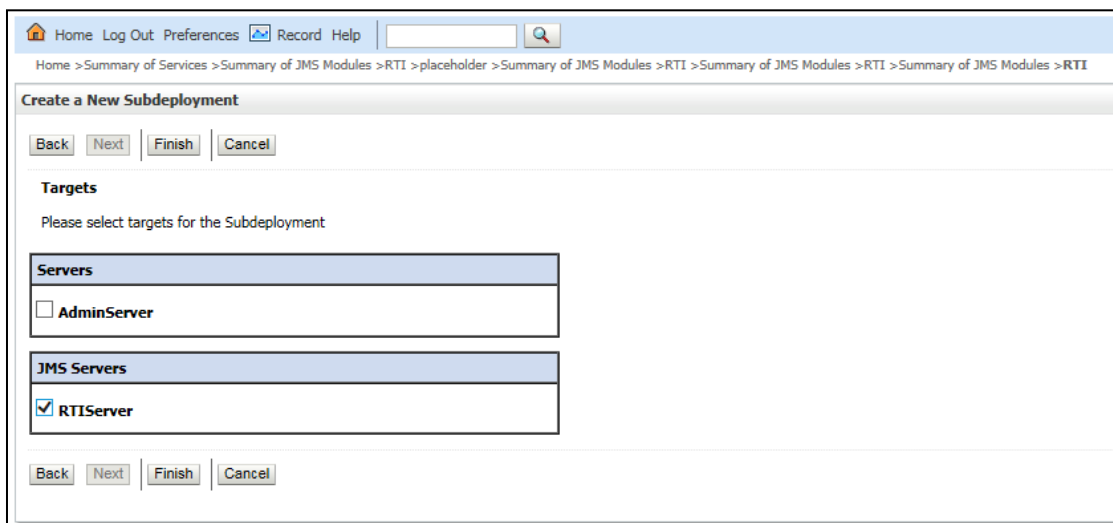 Home Log Out Preferences Record Help
Home >Summary of Services >Summary of JMS Modules >RTI >placeholder >Summary of JMS Modules >RTI >Summary of JMS Modules >RTI >Summary of JMS Modules >RTI
Create a New Subdeployment
Back Next Finish Cancel
Targets
Please select targets for the Subdeployment
Servers
AdminServer
JMS Servers
RTIServer
Back Next Finish Cancel